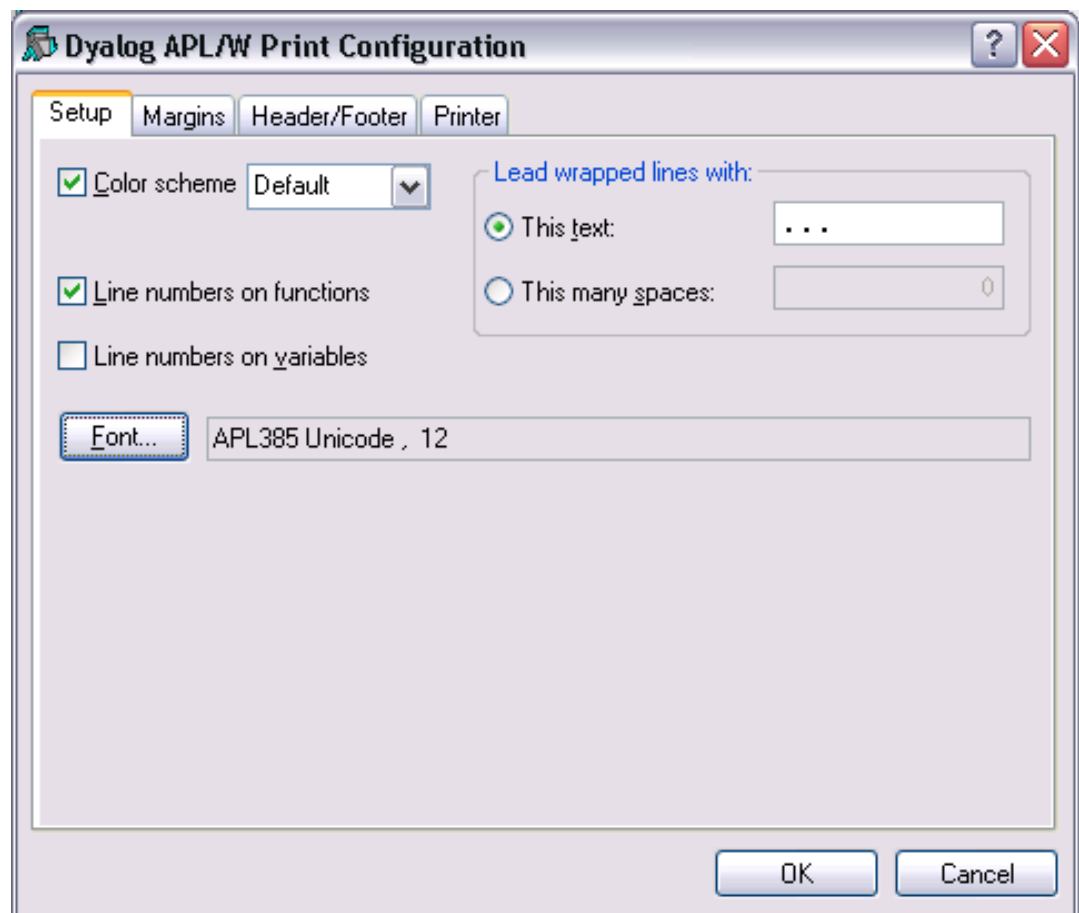 Dyalog APL/W Print Configuration
Setup Margins Header/Footer Printer
Color scheme Default
Lead wrapped lines with:
This text: ...
Line numbers on functions
This many spaces: 0
Line numbers on variables
Font... APL385 Unicode , 12
OK Cancel